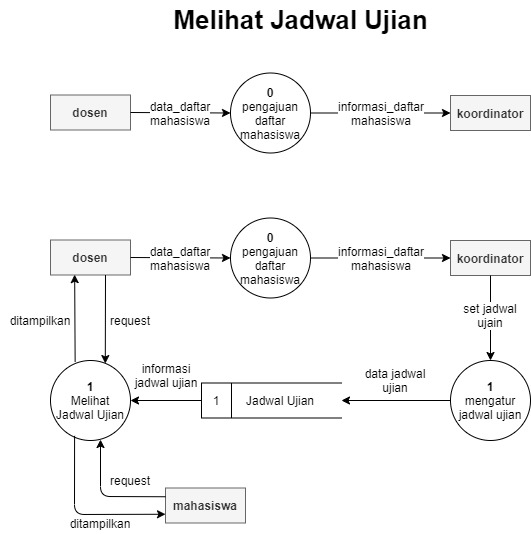 Melihat Jadwal Ujian
dosen
data_daftar
mahasiswa
0
pengajuan
daftar
mahasiswa
informasi_daftar
mahasiswa
koordinator
dosen
data_daftar
mahasiswa
0
pengajuan
daftar
mahasiswa
informasi_daftar
mahasiswa
koordinator
ditampilkan
request
set jadwal
ujain
1
Melihat
Jadwal Ujian
informasi
jadwal ujian
1
Jadwal Ujian
data jadwal
ujian
1
mengatur
jadwal ujian
request
mahasiswa
ditampilkan